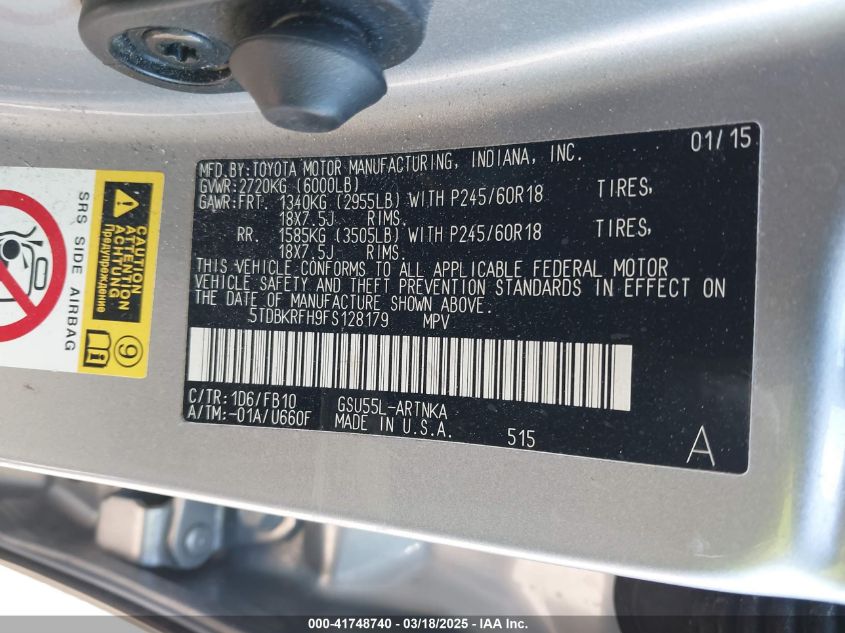 SRS SIDE AIRBAG
CAUTION
ATTENTION
ACHTUNG
Предупреждение
9
01/15
MFD.BY:TOYOTA MOTOR MANUFACTURING, INDIANA, INC.
GVWR:2720KG (6000LB)
GAWR:FRT. 1340KG (2955LB) WITH P245/60R18 TIRES,
18X7.5J RIMS.
RR. 1585KG (3505LB) WITH P245/60R18 TIRES,
18X7.5J RIMS.
THIS VEHICLE CONFORMS TO ALL APPLICABLE FEDERAL MOTOR
VEHICLE SAFETY AND THEFT PREVENTION STANDARDS IN EFFECT ON
THE DATE OF MANUFACTURE SHOWN ABOVE.
5TDBKRFH9FS128179 MPV
C/TR:1D6/FB10 GSU55L-ARTNKA
A/TM:-01A/U660F MADE IN U.S.A. 515 A
000-41748740 - 03/18/2025 - IAA Inc.